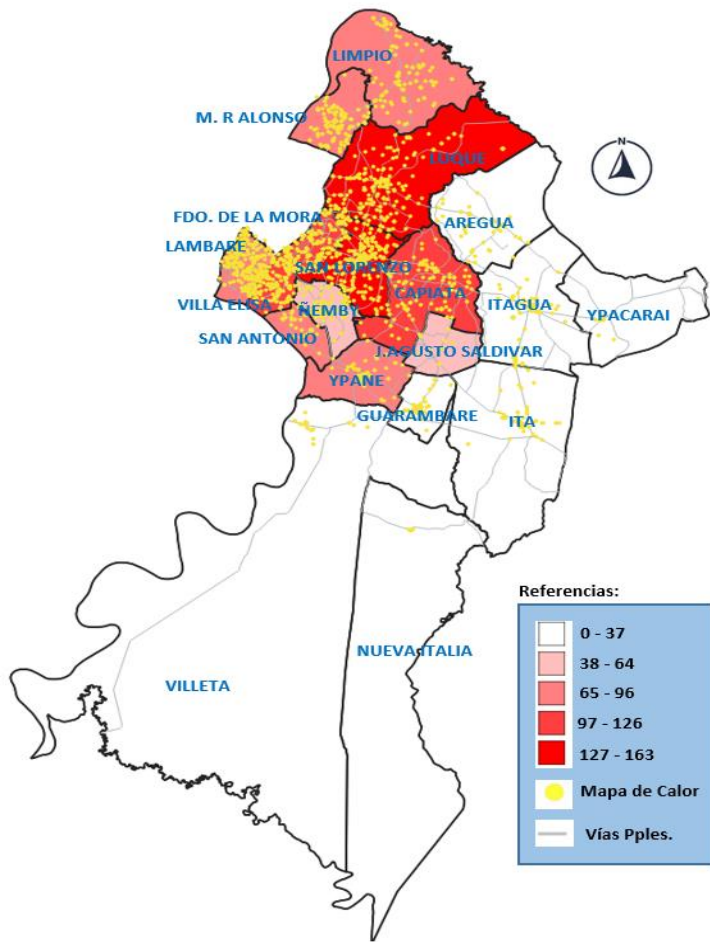 LIMPIO
M. R ALONSO
N
LUQUE
FDO. DE LA MORA
AREGUA
LAMBARE
SAN LORENZO
CAPIATA
ITAGUA
YPACARAI
VILLA ELISA
ÑEMBY
SAN ANTONIO
J.AGUSTO SALDIVAR
YPANE
GUARAMBARE
ITA
Referencias:
0 - 37
38 - 64
65 - 96
97 - 126
127 - 163
Mapa de Calor
Vías Pples.
NUEVA ITALIA
VILLETA